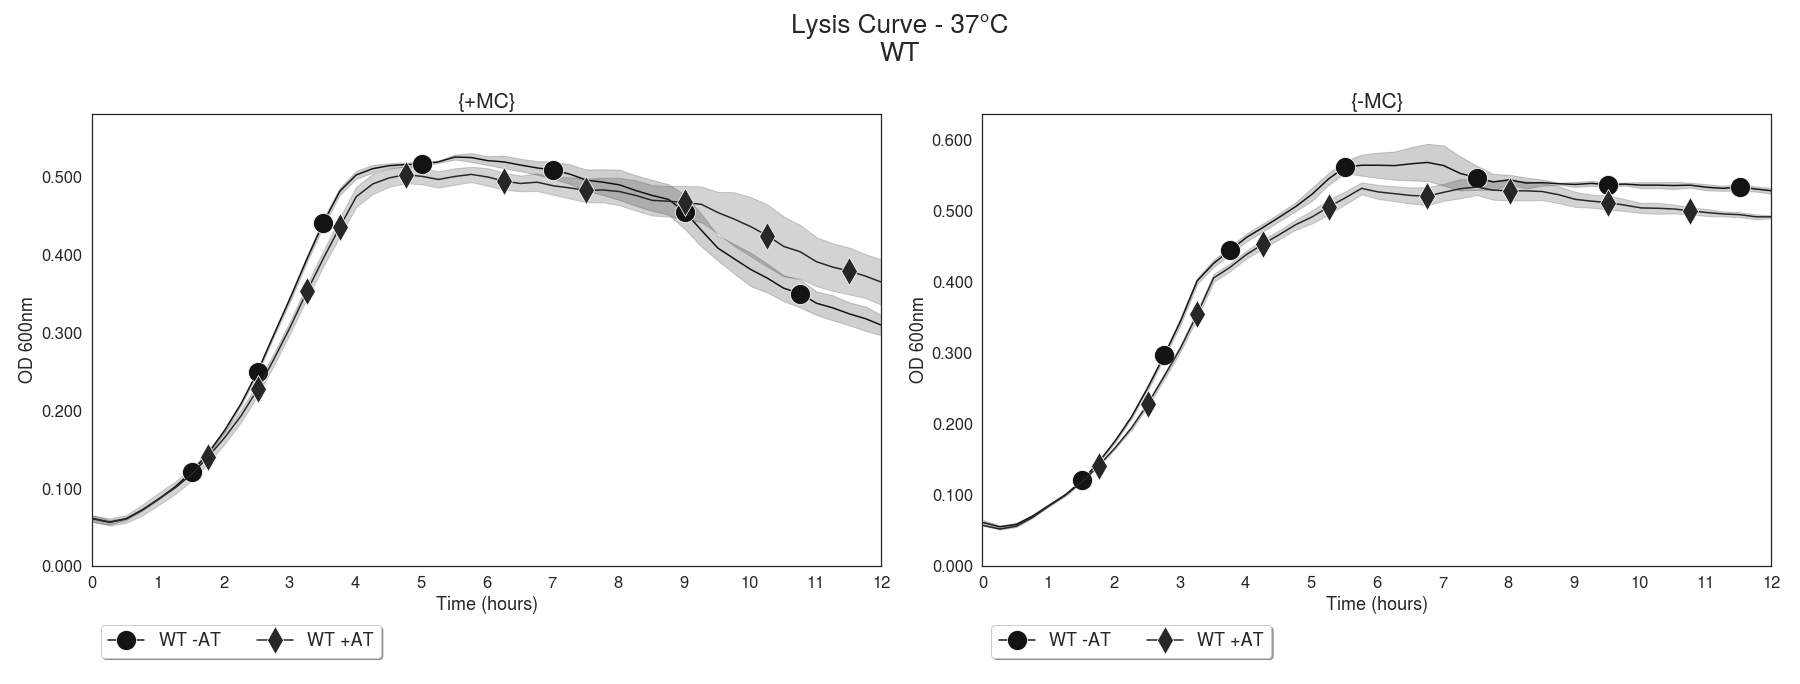 Lysis Curve - 37°C
WT
{+MC}
{-MC}
OD 600nm
0.500
0.400
0.300
0.200
0.100
0.000
0 1 2 3 4 5 6 7 8 9 10 11 12
Time (hours)
WT -AT WT +AT
OD 600nm
0.600
0.500
0.400
0.300
0.200
0.100
0.000
0 1 2 3 4 5 6 7 8 9 10 11 12
Time (hours)
WT -AT WT +AT